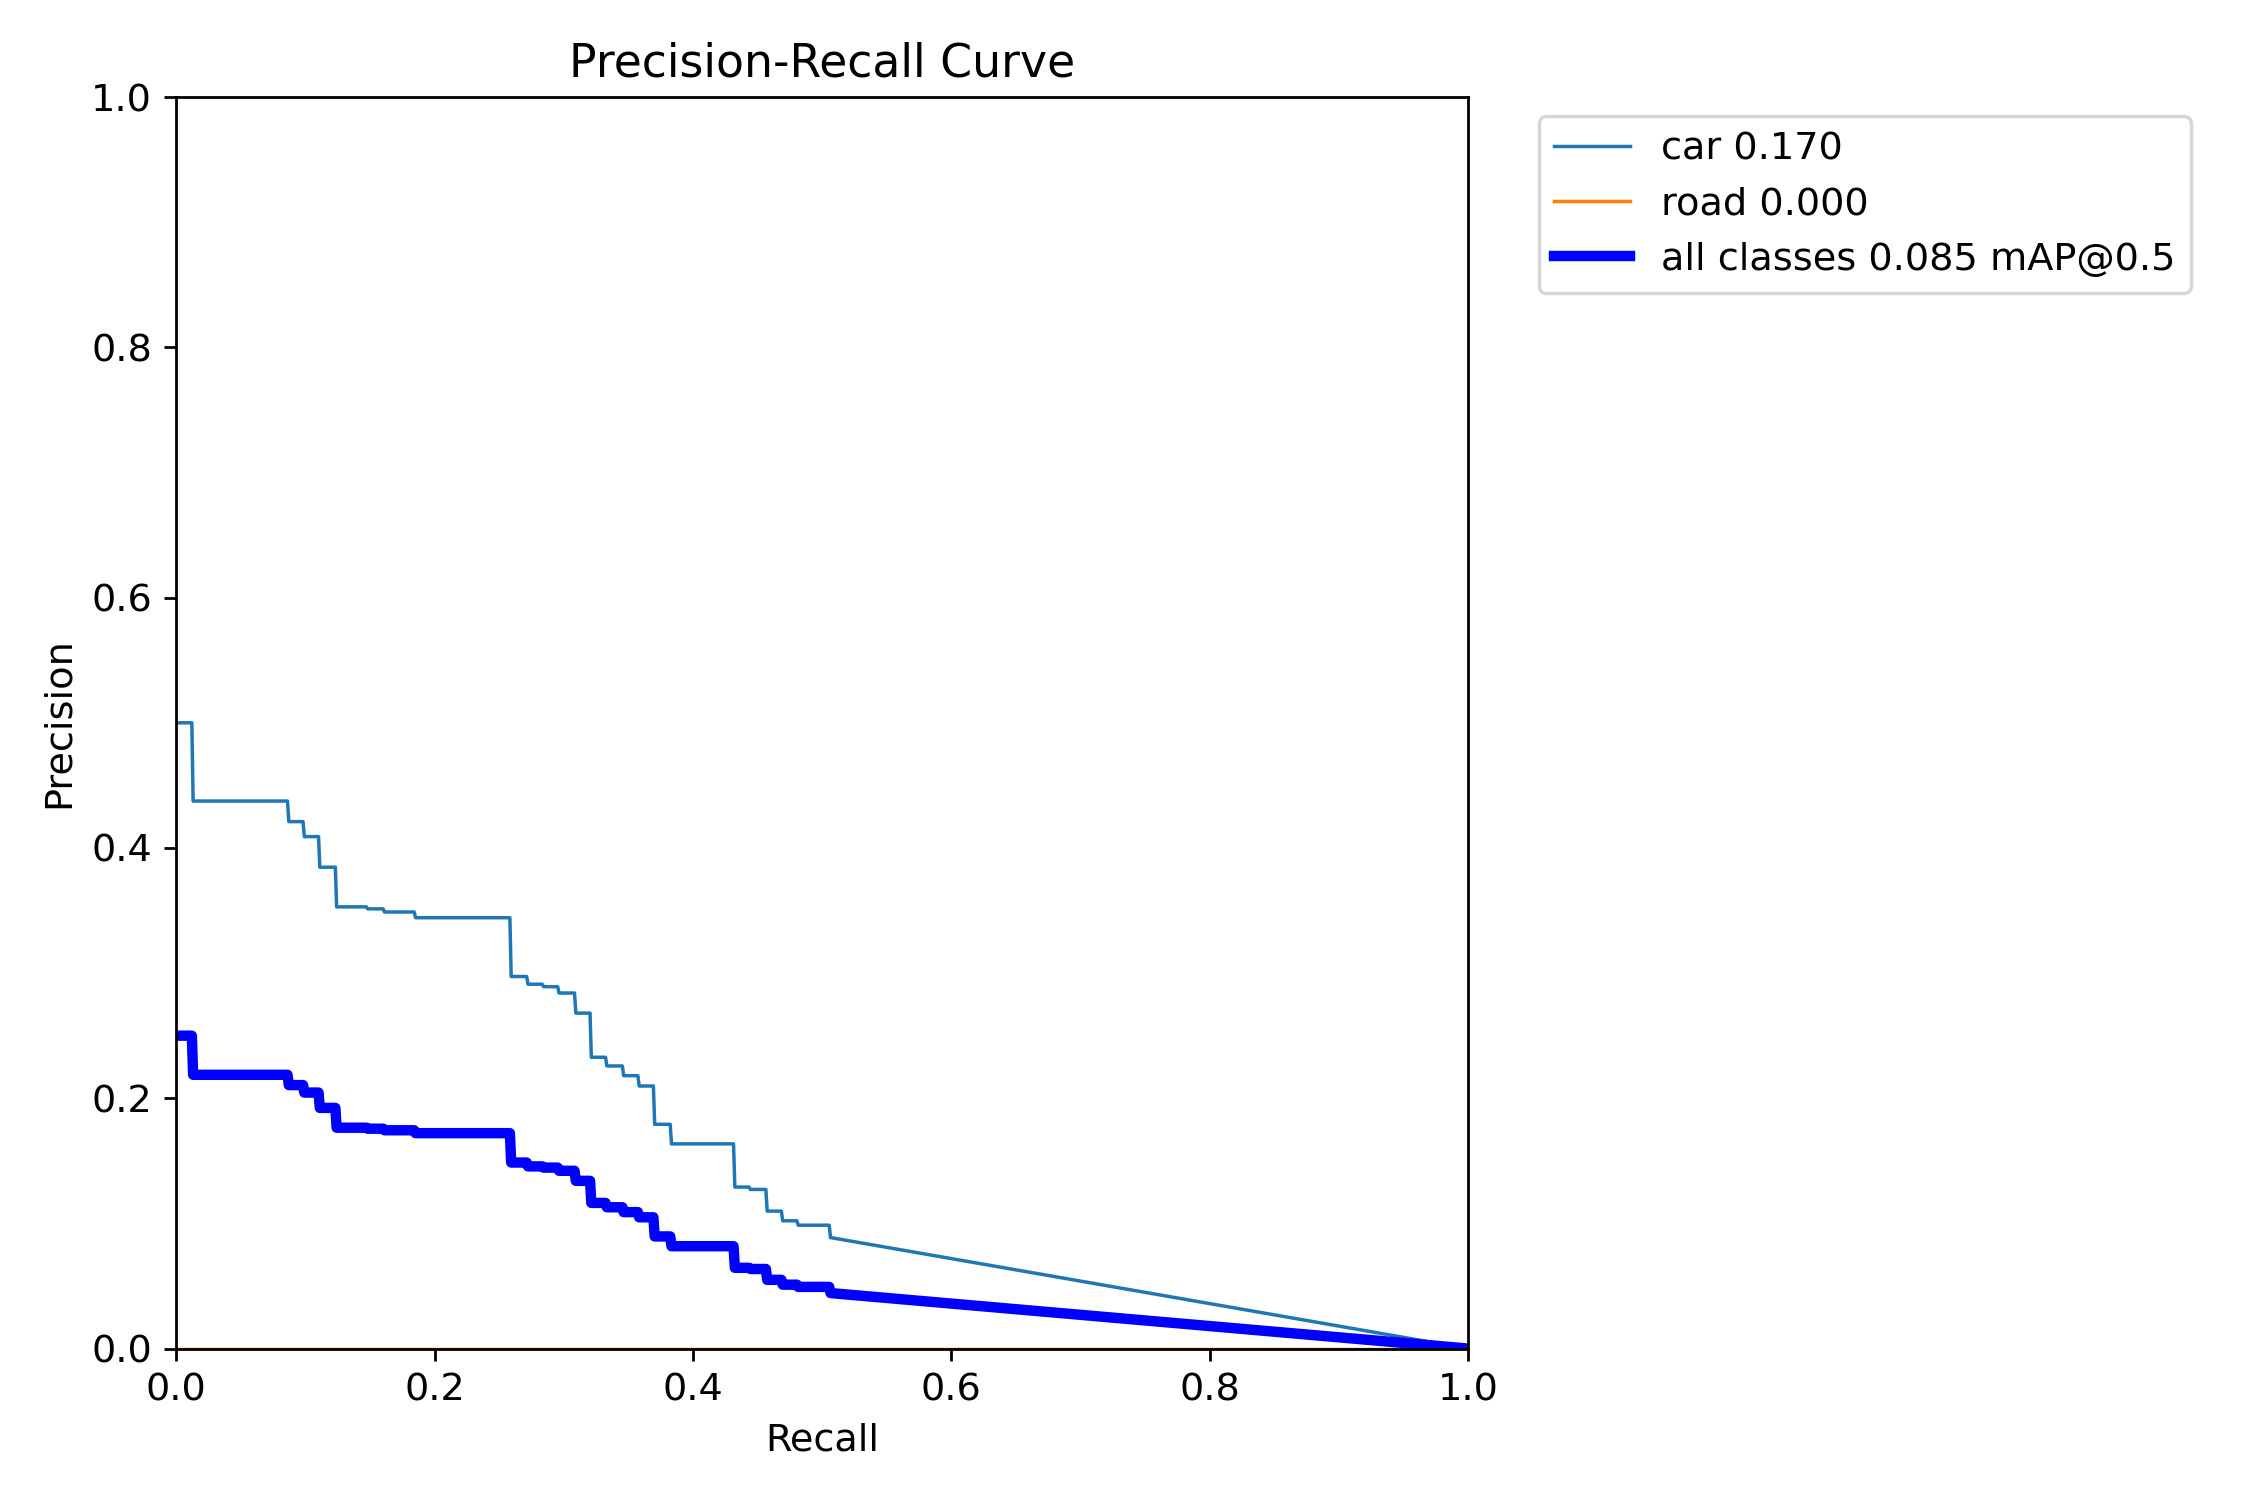 Precision-Recall Curve
1.0
0.8
0.6
0.4
0.2
0.0
Precision
0.0 0.2 0.4 0.6 0.8 1.0
Recall
car 0.170
road 0.000
all classes 0.085 mAP@0.5